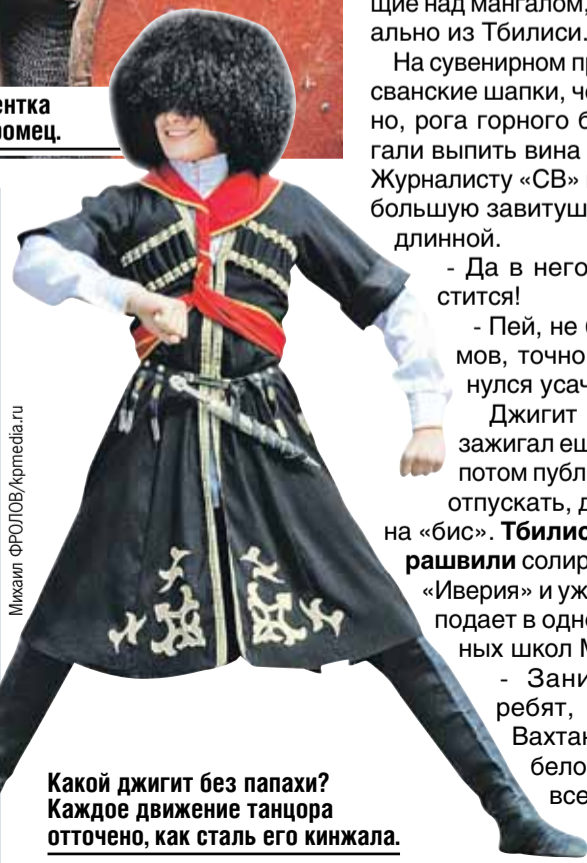 ентка
ромец.
щие над мангалом,
ально из Тбилиси.
На сувенирном пр
сванские шапки, че
но, рога горного б
гали выпить вина
Журналисту «СВ»
большую завитуш
длинной.
- Да в него
стится!
- Пей, не
мов, точно
нулся усач
Джигит
зажигал ещ
потом публ
отпускать, д
на «бис». Тбилис
рашвили солир
«Иверия» и уж
подает в одно
ных школ М
- Зани
ребят,
Вахтан
бело
все
Михаил ФРОЛОВ/kpmedia.ru
Какой джигит без папахи?
Каждое движение танцора
отточено, как сталь его кинжала.